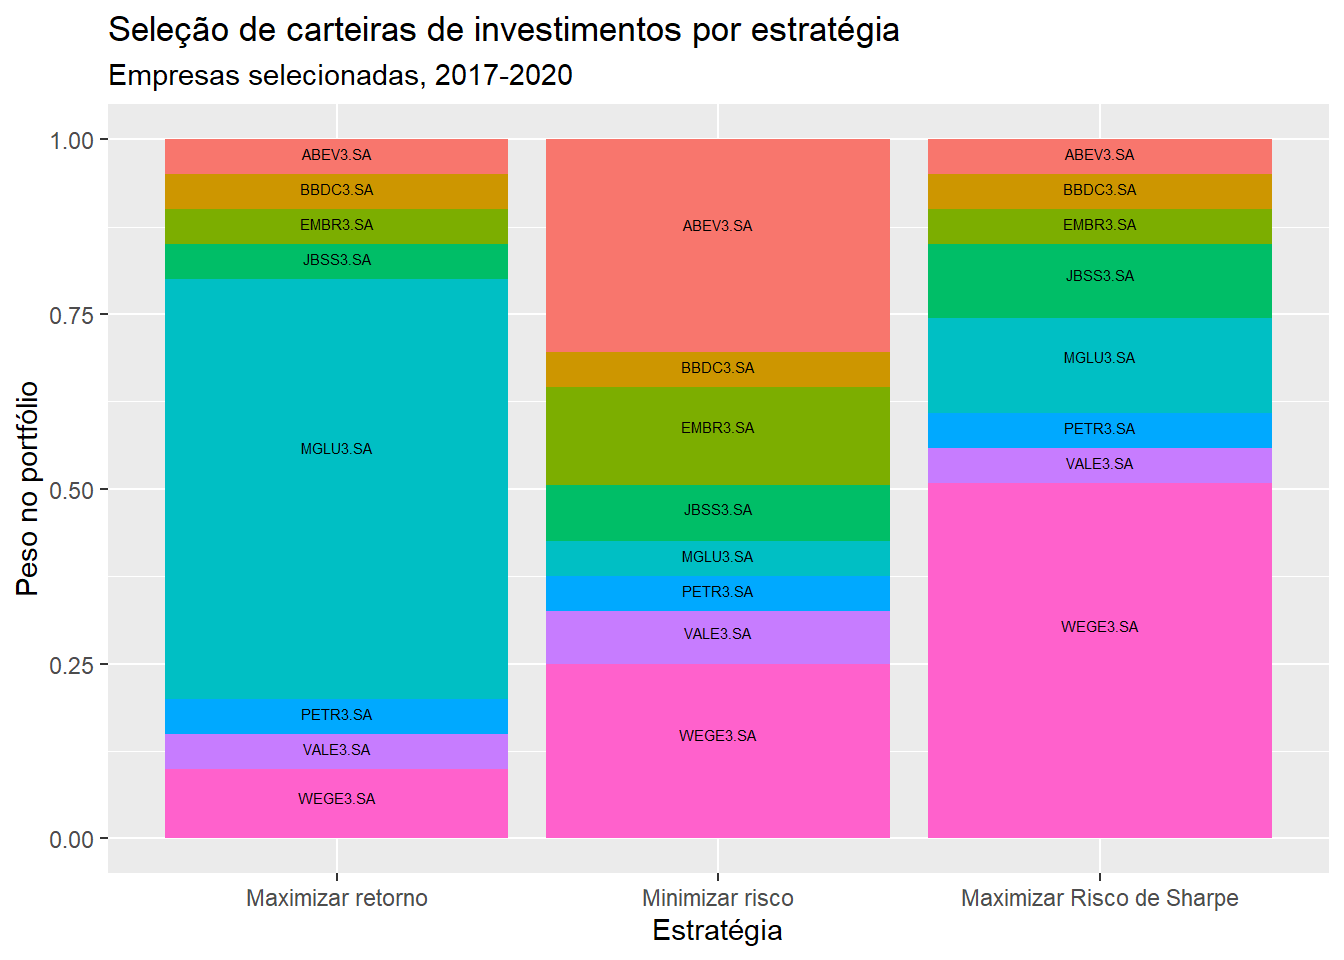 Seleção de carteiras de investimentos por estratégia
Empresas selecionadas, 2017-2020
Peso no portfólio
1.00
0.75
0.50
0.25
0.00
ABEV3.SA
BBDC3.SA
EMBR3.SA
JBSS3.SA
MGLU3.SA
PETR3.SA
VALE3.SA
WEGE3.SA
ABEV3.SA
BBDC3.SA
EMBR3.SA
JBSS3.SA
MGLU3.SA
PETR3.SA
VALE3.SA
WEGE3.SA
ABEV3.SA
BBDC3.SA
EMBR3.SA
JBSS3.SA
MGLU3.SA
PETR3.SA
VALE3.SA
WEGE3.SA
Maximizar retorno
Minimizar risco
Maximizar Risco de Sharpe
Estratégia